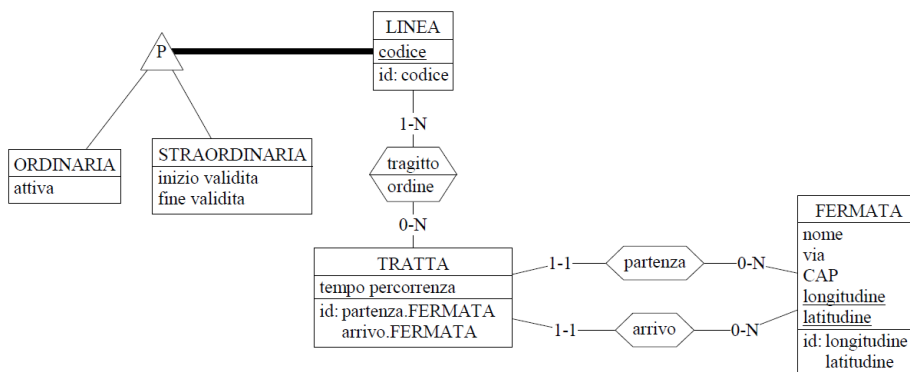 LINEA
codice
id: codice
P
1-N
ORDINARIA
attiva
STRAORDINARIA
inizio validita
fine validita
tragitto
ordine
0-N
TRATTA
tempo percorrenza
id: partenza.FERMATA
arrivo.FERMATA
1-1
partenza
0-N
1-1
arrivo
0-N
FERMATA
nome
via
CAP
longitudine
latitudine
id: longitudine
latitudine